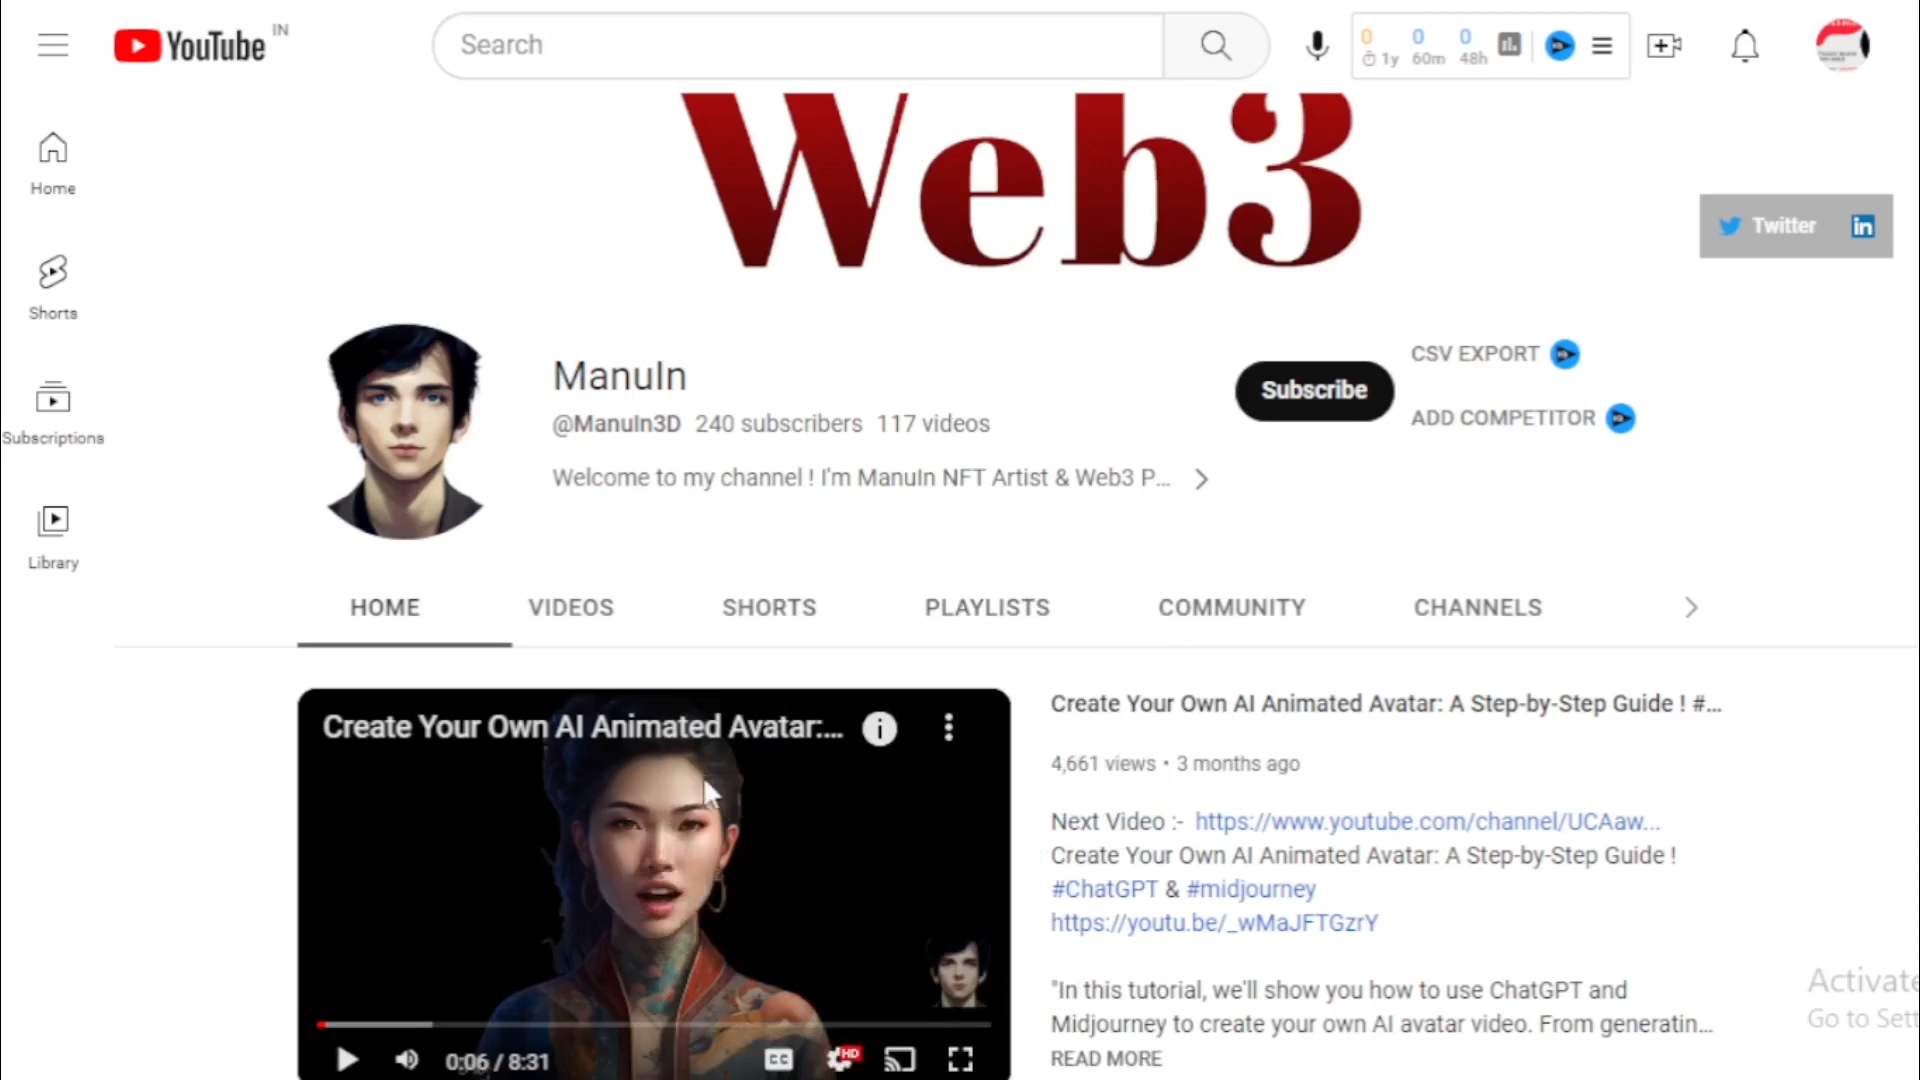 YouTube IN
Search
0 0 0
1y 60m 48h
Web3
Home
Twitter
in
Shorts
ManuIn
@ManuIn3D 240 subscribers 117 videos
Subscribe
CSV EXPORT
ADD COMPETITOR
Subscriptions
Welcome to my channel ! I'm ManuIn NFT Artist & Web3 P...
Library
HOME VIDEOS SHORTS PLAYLISTS COMMUNITY CHANNELS
Create Your Own AI Animated Avatar:...
Create Your Own AI Animated Avatar: A Step-by-Step Guide ! #...
4,661 views • 3 months ago
Next Video :- https://www.youtube.com/channel/UCAaw...
Create Your Own AI Animated Avatar: A Step-by-Step Guide !
#ChatGPT & #midjourney
https://youtu.be/_wMaJFTGzrY
"In this tutorial, we'll show you how to use ChatGPT and
Midjourney to create your own AI avatar video. From generatin...
READ MORE
0:06 / 8:31
CC
HD
Activate
Go to Sett